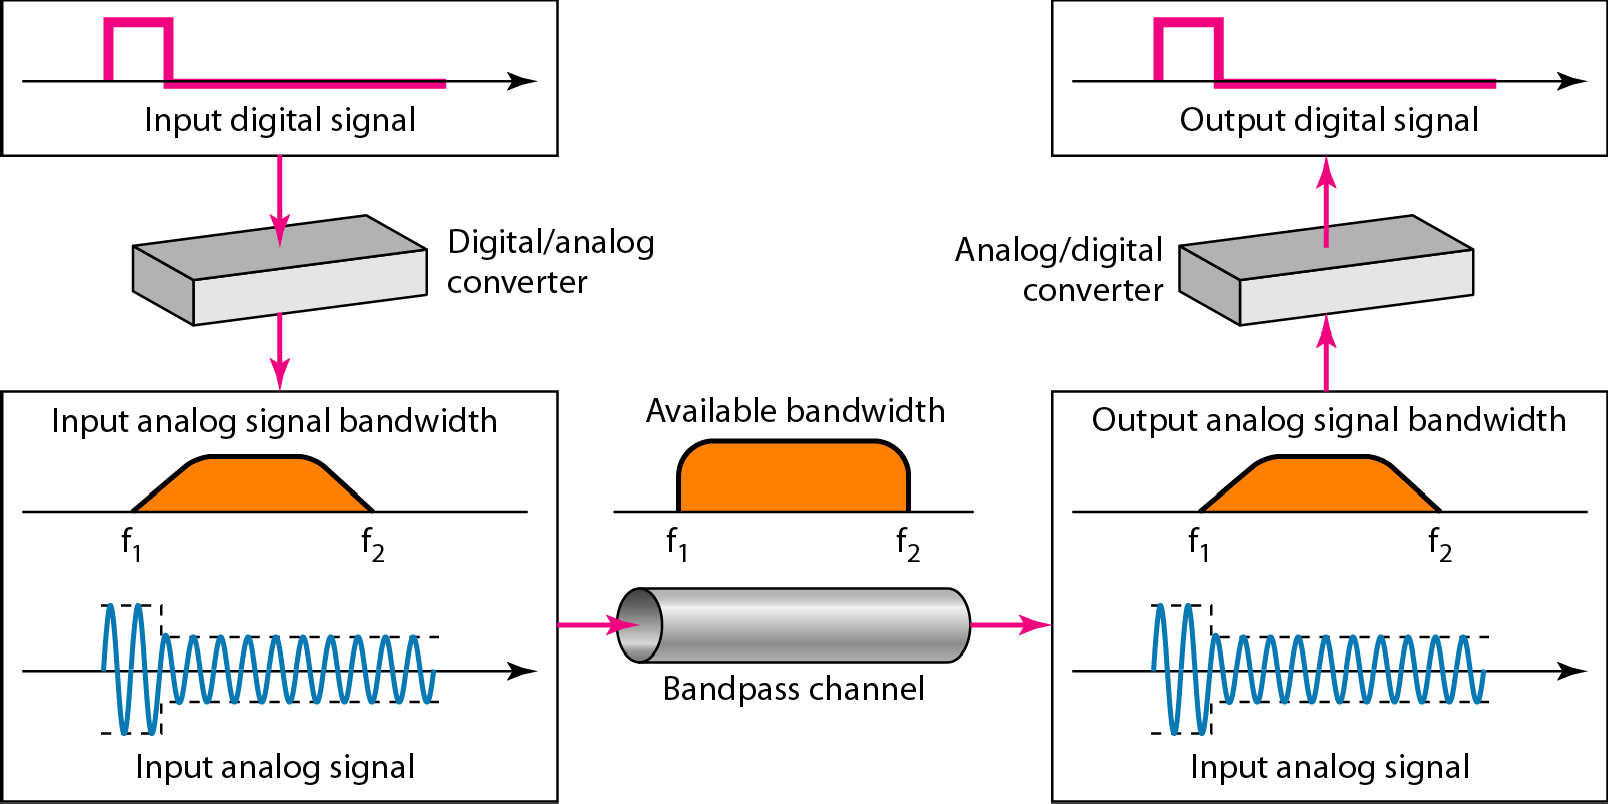 Input digital signal
Output digital signal
Digital/analog
converter
Analog/digital
converter
Input analog signal bandwidth
f1 f2
Input analog signal
Available bandwidth
f1 f2
Bandpass channel
Output analog signal bandwidth
f1 f2
Input analog signal